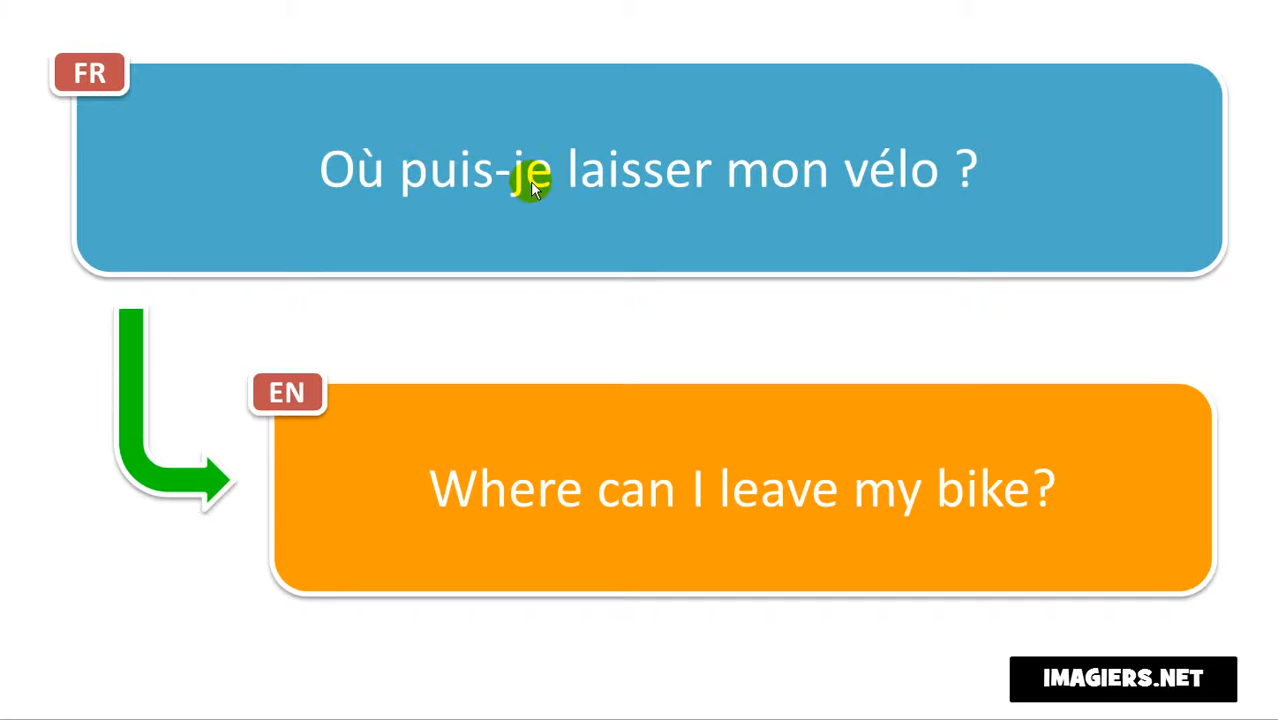 FR
Où puis-je laisser mon vélo ?
EN
Where can I leave my bike?
IMAGIERS.NET